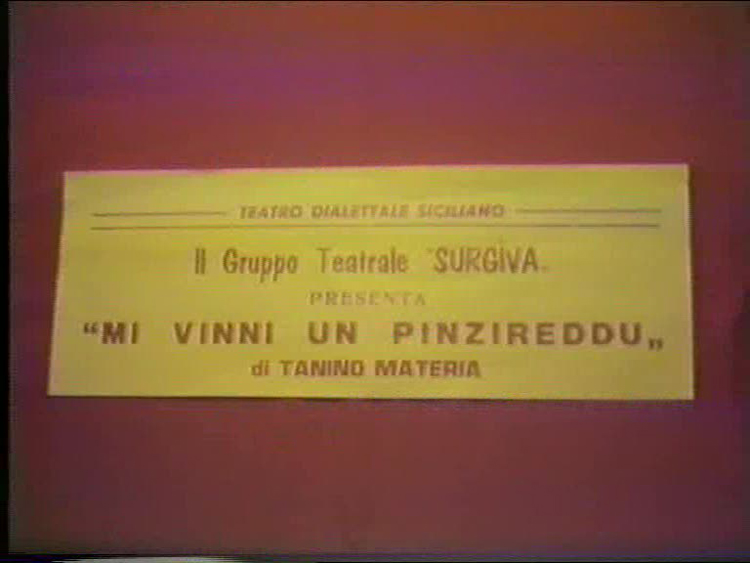 TEATRO DIALETTALE SICILIANO
Il Gruppo Teatrale "SURGIVA„
PRESENTA
“MI VINNI UN PINZIREDDU„
di TANINO MATERIA